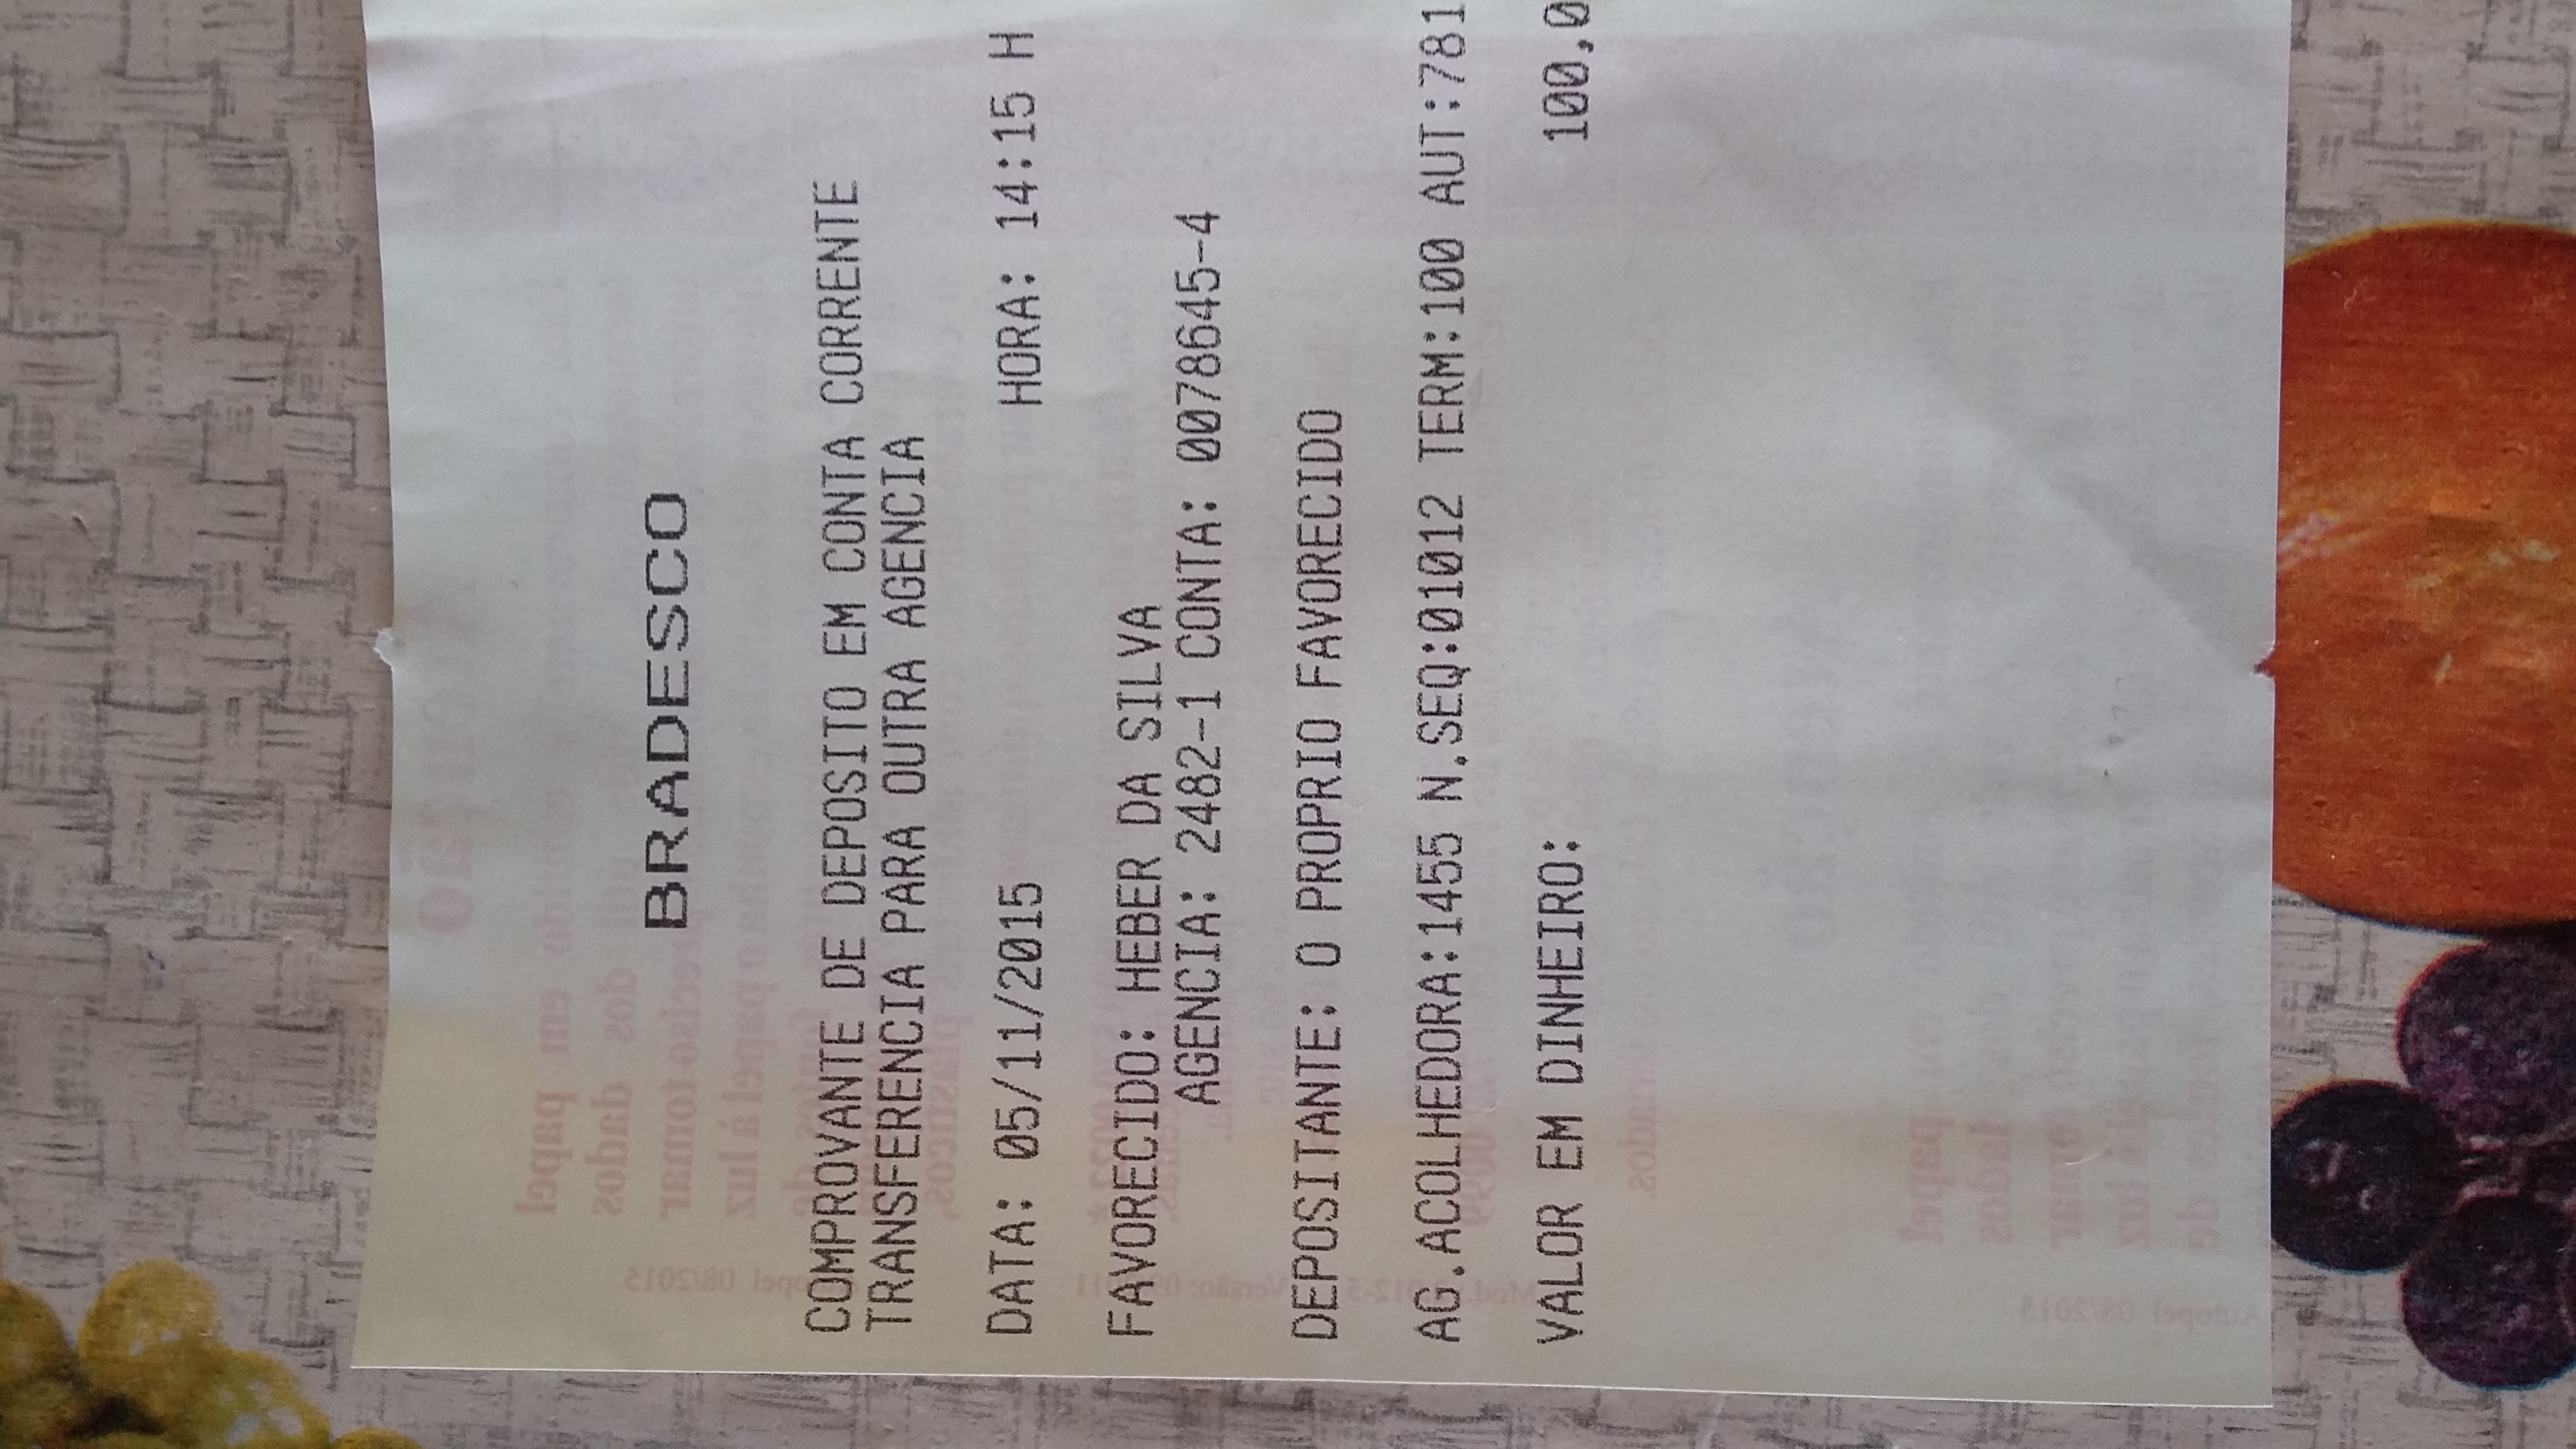 BRADESCO
COMPROVANTE DE DEPOSITO EM CONTA CORRENTE
TRANSFERENCIA PARA OUTRA AGENCIA
DATA: 05/11/2015 HORA: 14:15 H
FAVORECIDO: HEBER DA SILVA
AGENCIA: 2482-1 CONTA: 0078645-4
DEPOSITANTE: O PROPRIO FAVORECIDO
AG.ACOLHEDORA:1455 N.SEQ:01012 TERM:100 AUT:781
VALOR EM DINHEIRO: 100,0